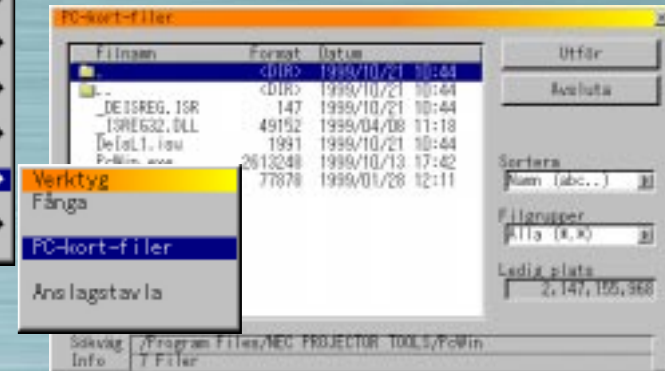 PC-kort-filer
Filnamn Format Datum
. <DIR> 1999/10/21 10:44
.. <DIR> 1999/10/21 10:44
_DEISREG.ISR 147 1999/10/21 10:44
_ISREG32.DLL 49152 1999/04/08 11:18
DeIsL1.isu 1991 1999/10/21 10:44
PcWin.exe 2613248 1999/10/13 17:42
77878 1999/01/28 12:11
Utför
Avsluta
Sortera
Namn (abc..)
Filgrupper
Alla (*.*)
Ledig plats
2,147,155,968
Verktyg
Fånga
PC-kort-filer
Anslagstavla
Sökväg /Program Files/NEC PROJECTOR TOOLS/PcWin
Info 7 Filer